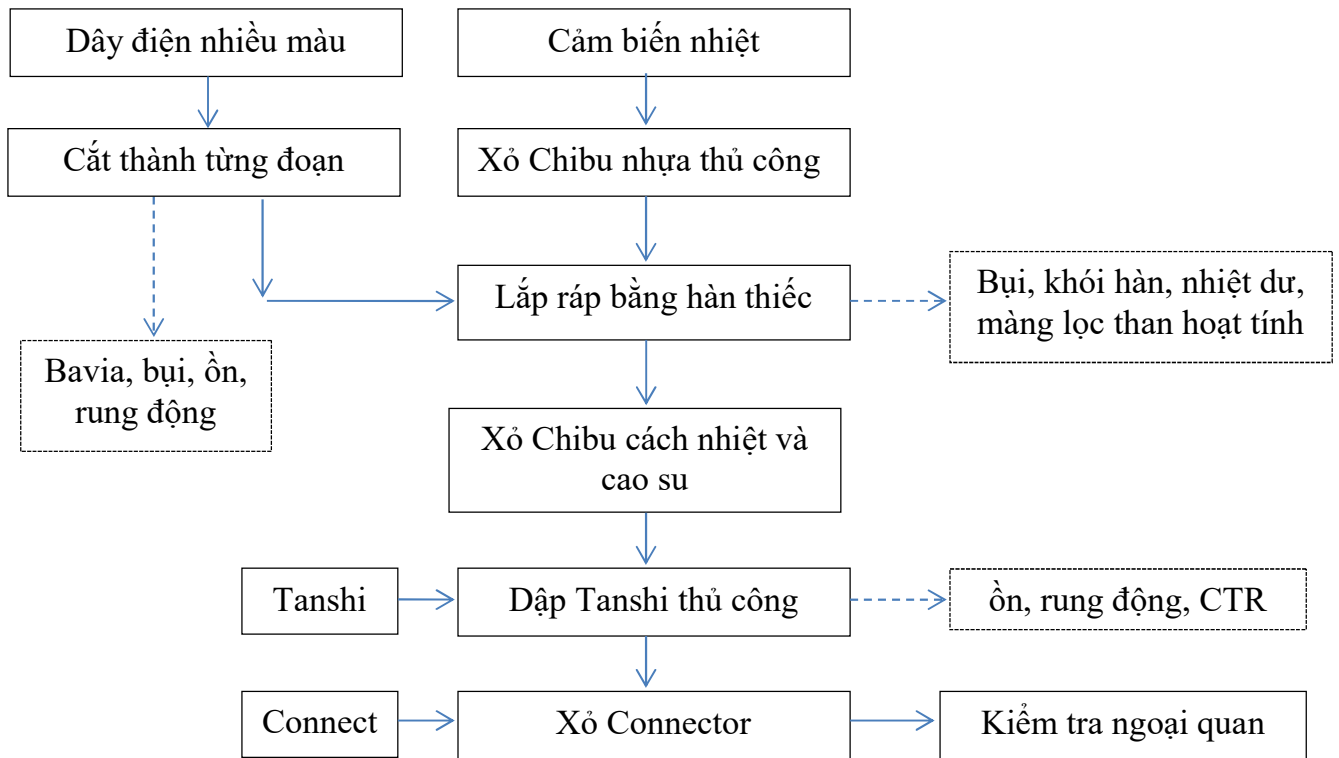 Dây điện nhiều màu
Cảm biến nhiệt
Cắt thành từng đoạn
Xỏ Chibu nhựa thủ công
Lắp ráp bằng hàn thiếc
Bụi, khói hàn, nhiệt dư,
màng lọc than hoạt tính
Bavia, bụi, ồn,
rung động
Xỏ Chibu cách nhiệt và
cao su
Tanshi
Dập Tanshi thủ công
ồn, rung động, CTR
Connect
Xỏ Connector
Kiểm tra ngoại quan